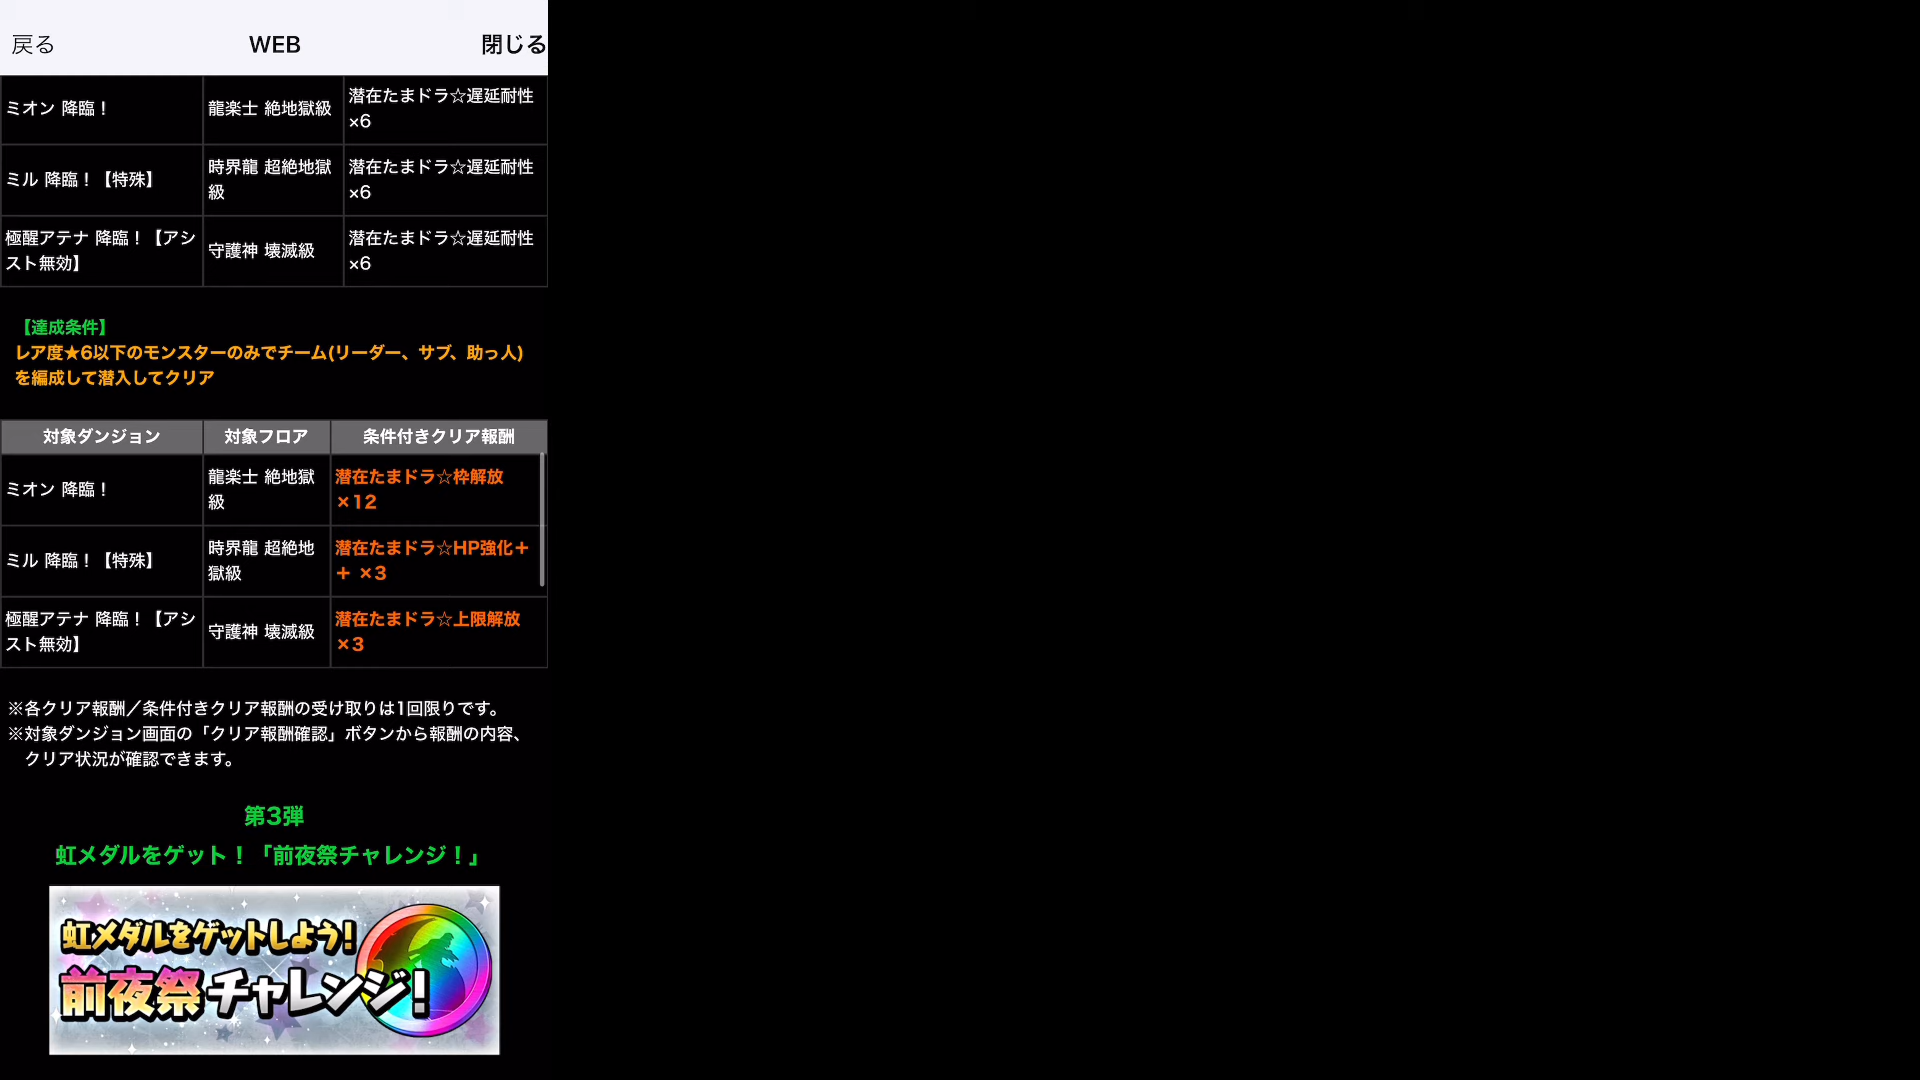 戻る WEB 閉じる
ミオン 降臨！ 龍楽士 絶地獄級 潜在たまドラ☆遅延耐性
×6
ミル 降臨！【特殊】 時界龍 超絶地獄
級 潜在たまドラ☆遅延耐性
×6
極醒アテナ 降臨！【アシ
スト無効】 守護神 壊滅級 潜在たまドラ☆遅延耐性
×6
【達成条件】
レア度★6以下のモンスターのみでチーム(リーダー、サブ、助っ人)
を編成して潜入してクリア
対象ダンジョン 対象フロア 条件付きクリア報酬
ミオン 降臨！ 龍楽士 絶地獄
級 潜在たまドラ☆枠解放
×12
ミル 降臨！【特殊】 時界龍 超絶地
獄級 潜在たまドラ☆HP強化＋
＋ ×3
極醒アテナ 降臨！【アシ
スト無効】 守護神 壊滅級 潜在たまドラ☆上限解放
×3
※各クリア報酬／条件付きクリア報酬の受け取りは1回限りです。
※対象ダンジョン画面の「クリア報酬確認」ボタンから報酬の内容、
クリア状況が確認できます。
第3弾
虹メダルをゲット！「前夜祭チャレンジ！」
虹メダルをゲットしよう!
前夜祭チャレンジ!